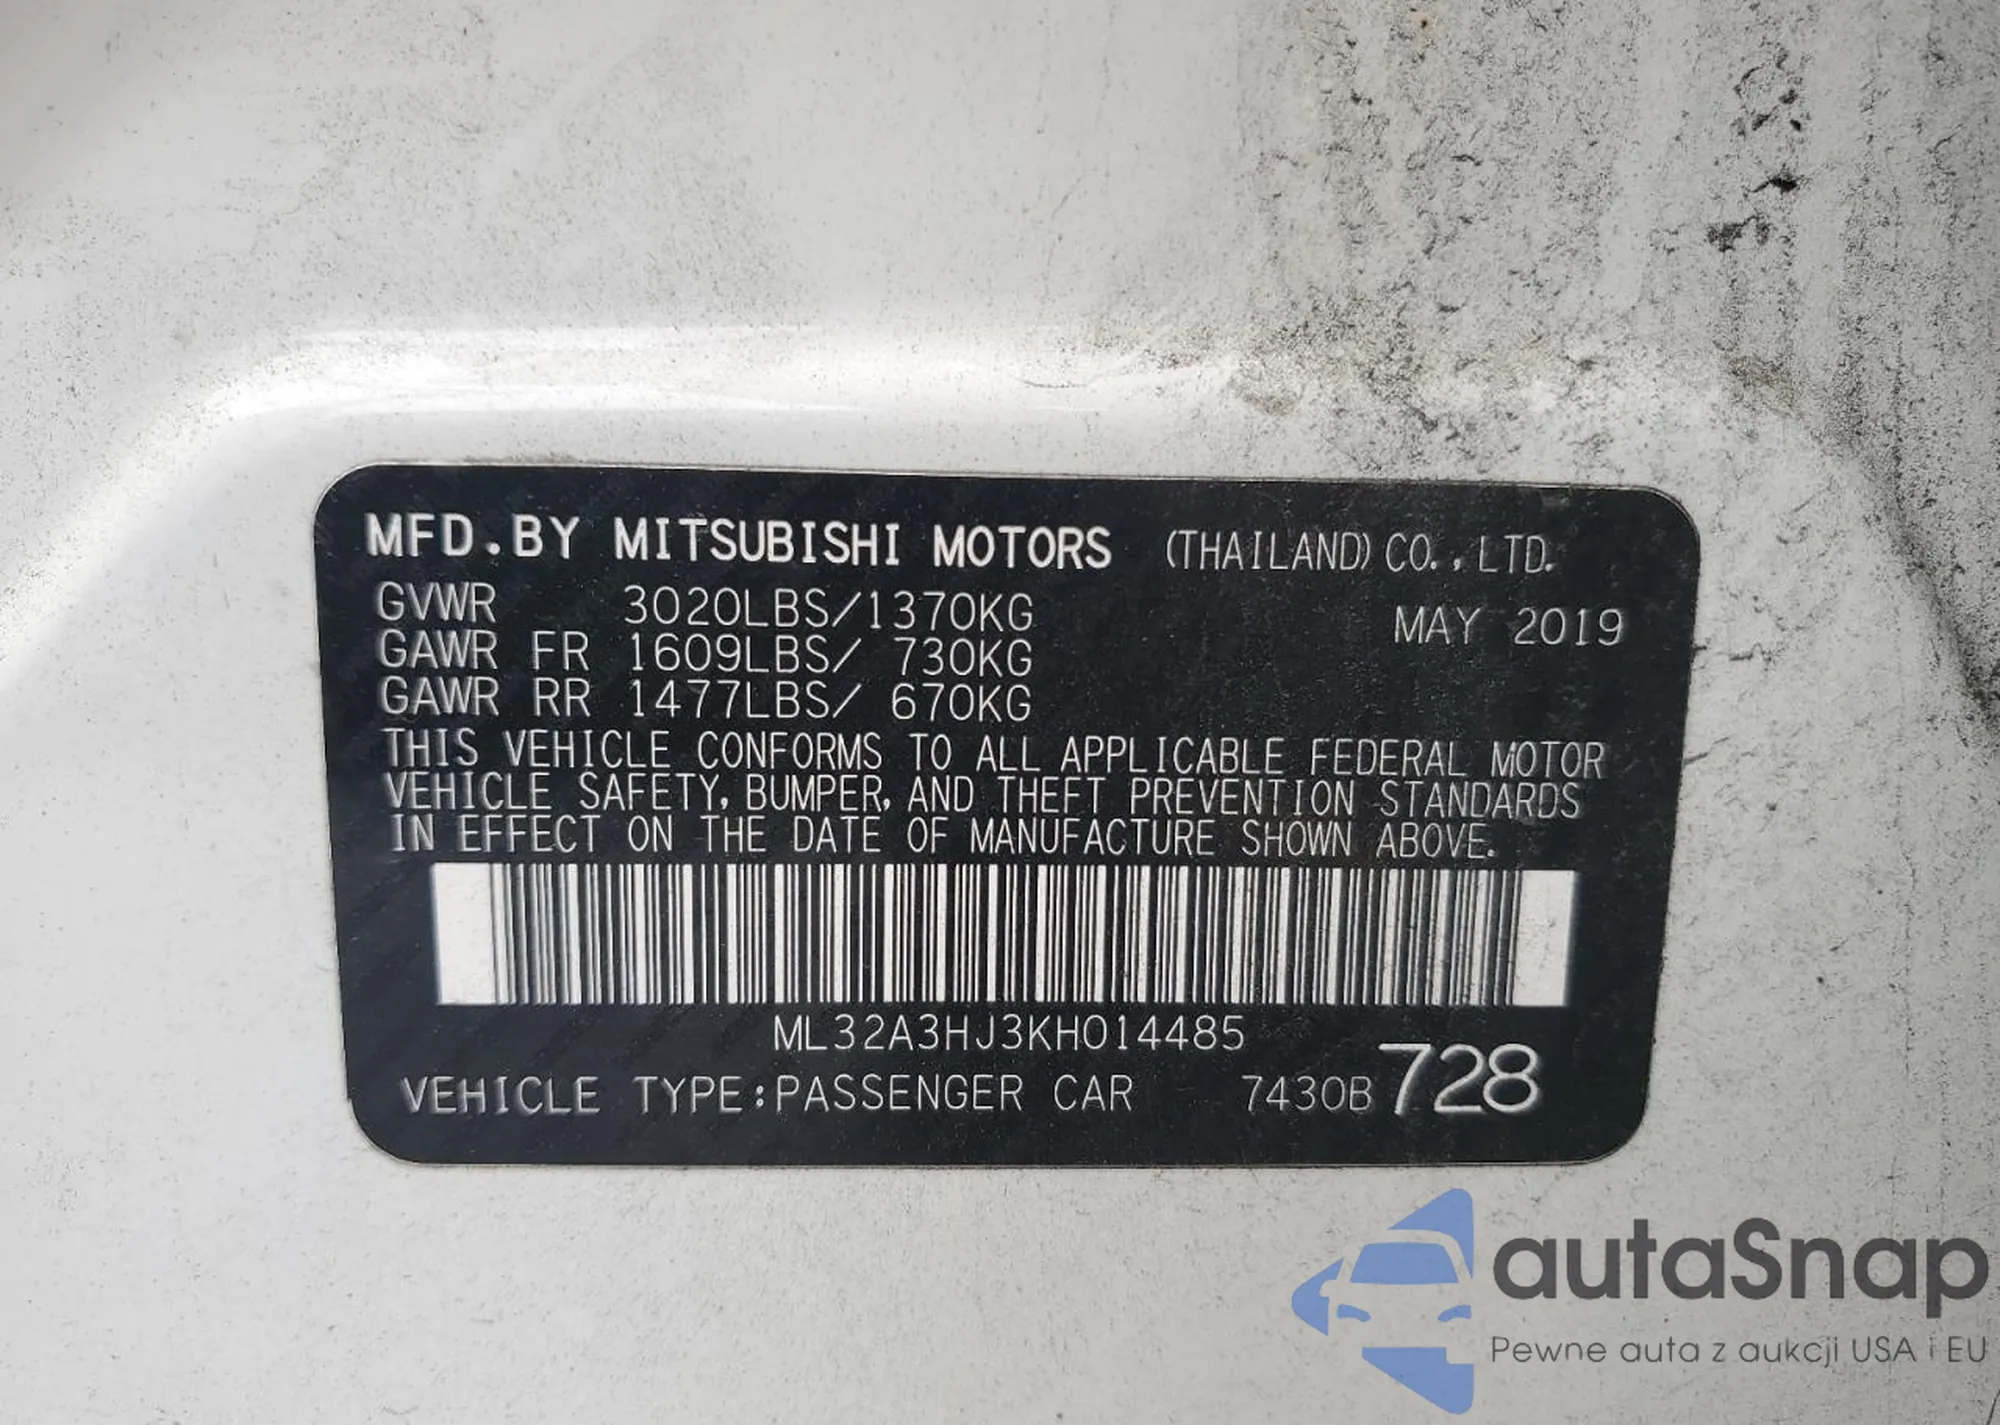 MFD.BY MITSUBISHI MOTORS (THAILAND) CO.,LTD.
GVWR 3020LBS/1370KG MAY 2019
GAWR FR 1609LBS/ 730KG
GAWR RR 1477LBS/ 670KG
THIS VEHICLE CONFORMS TO ALL APPLICABLE FEDERAL MOTOR
VEHICLE SAFETY, BUMPER, AND THEFT PREVENTION STANDARDS
IN EFFECT ON THE DATE OF MANUFACTURE SHOWN ABOVE.
ML32A3HJ3KH014485
VEHICLE TYPE:PASSENGER CAR 7430B 728
autaSnap
Pewne auta z aukcji USA i EU